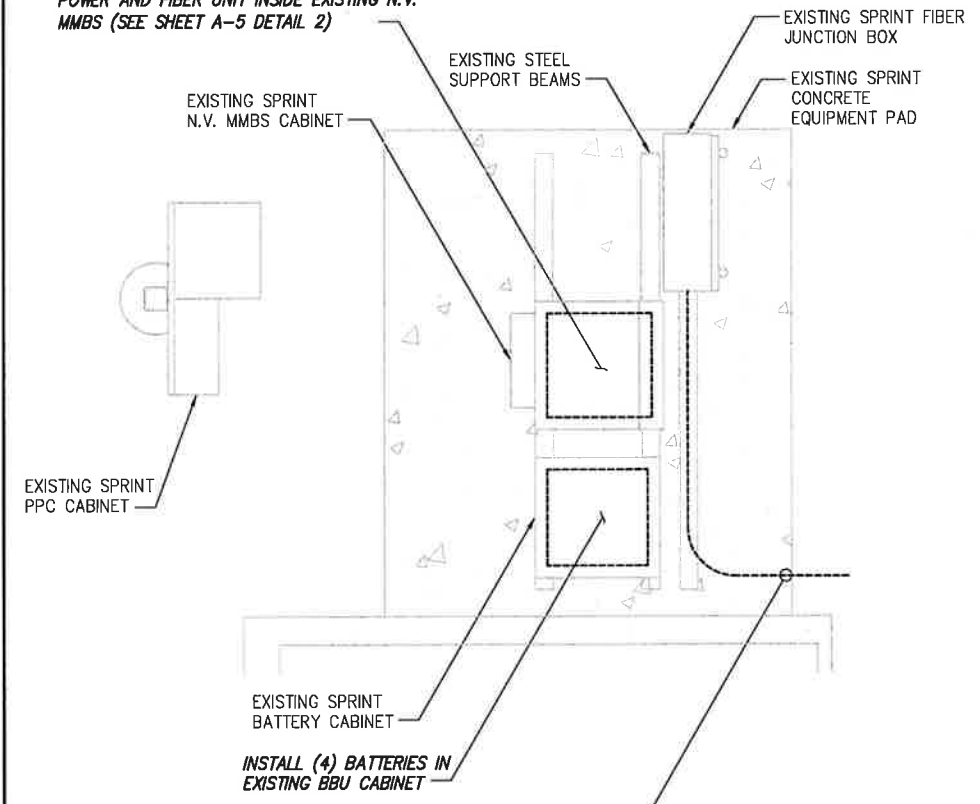 POWER AND FIBER UNIT INSIDE EXISTING N.V.
MMBS (SEE SHEET A-5 DETAIL 2)
EXISTING SPRINT FIBER
JUNCTION BOX
EXISTING STEEL
SUPPORT BEAMS
EXISTING SPRINT
CONCRETE
EQUIPMENT PAD
EXISTING SPRINT
N.V. MMBS CABINET
EXISTING SPRINT
PPC CABINET
EXISTING SPRINT
BATTERY CABINET
INSTALL (4) BATTERIES IN
EXISTING BBU CABINET